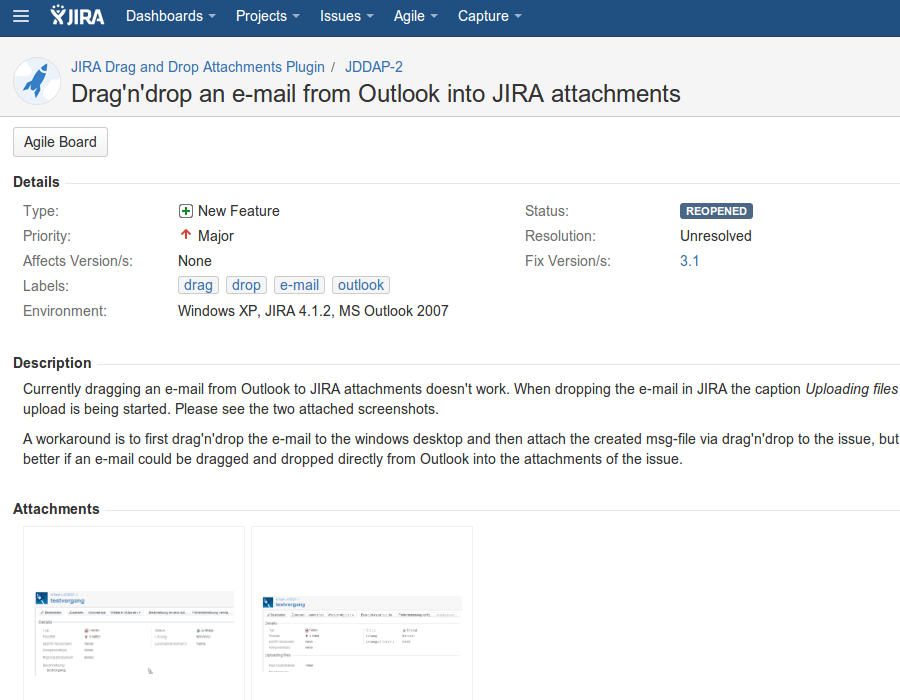 JIRA Dashboards Projects Issues Agile Capture
JIRA Drag and Drop Attachments Plugin / JDDAP-2
Drag'n'drop an e-mail from Outlook into JIRA attachments
Agile Board
Details
Type: New Feature Status: REOPENED
Priority: Major Resolution: Unresolved
Affects Version/s: None Fix Version/s: 3.1
Labels: drag drop e-mail outlook
Environment: Windows XP, JIRA 4.1.2, MS Outlook 2007
Description
Currently dragging an e-mail from Outlook to JIRA attachments doesn't work. When dropping the e-mail in JIRA the caption Uploading files
upload is being started. Please see the two attached screenshots.
A workaround is to first drag'n'drop the e-mail to the windows desktop and then attach the created msg-file via drag'n'drop to the issue, but
better if an e-mail could be dragged and dropped directly from Outlook into the attachments of the issue.
Attachments
testvorgang
Details
testvorgang
Details
Uploading files